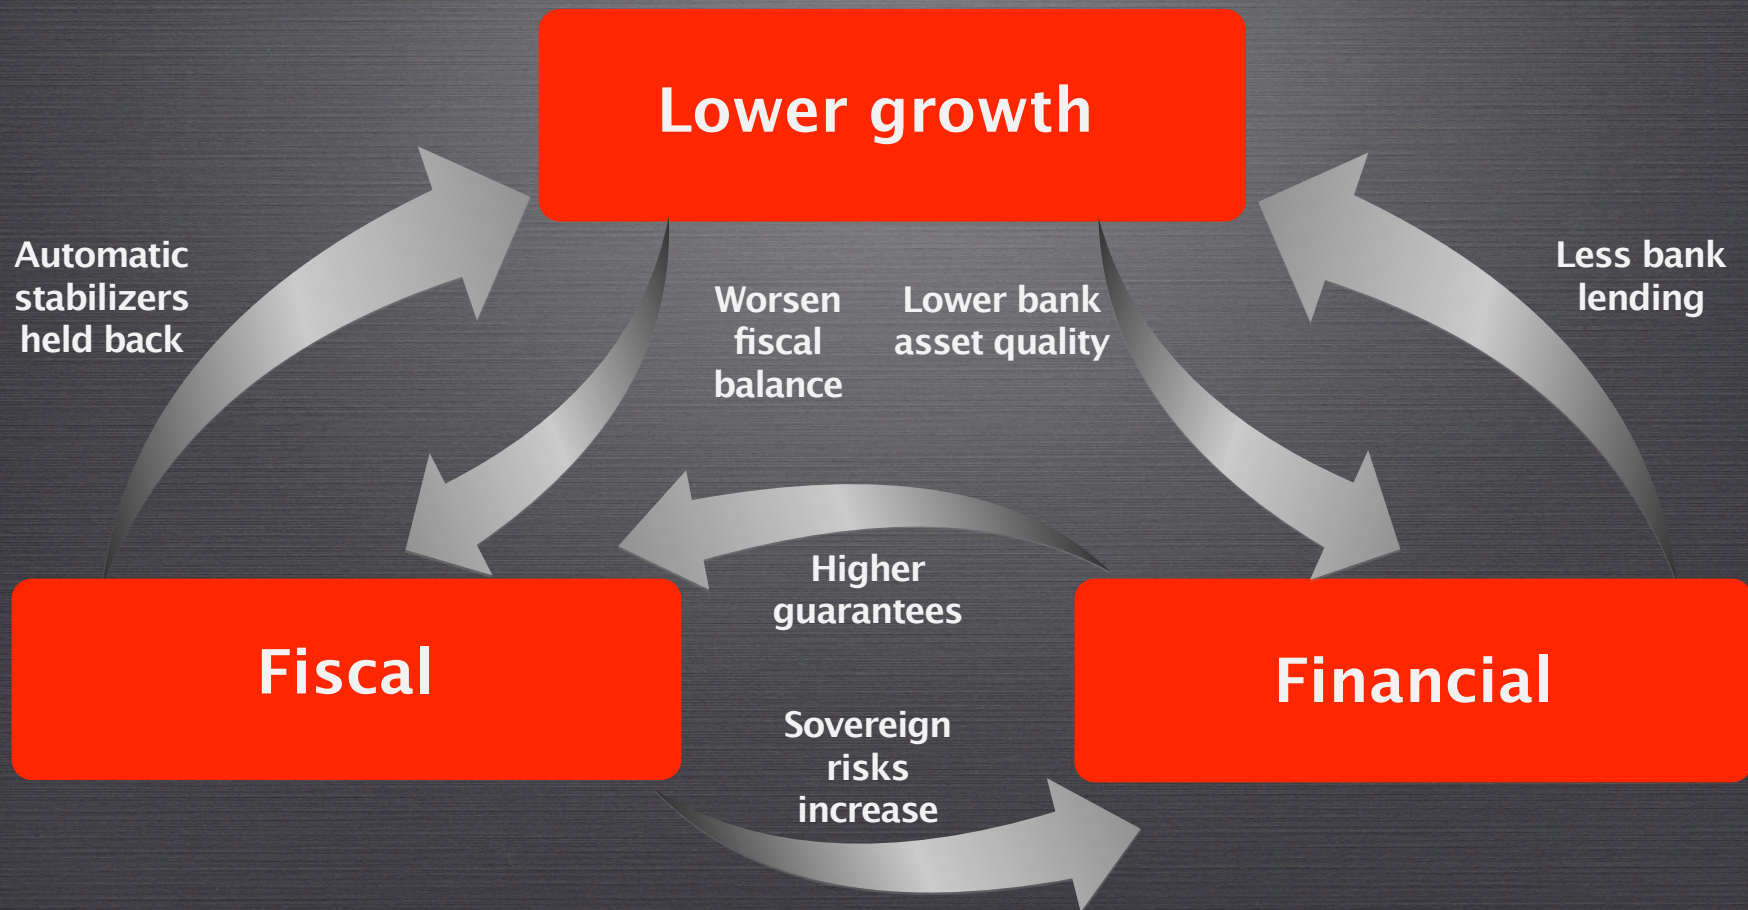 Lower growth
Automatic
stabilizers
held back
Worsen
fiscal
balance
Lower bank
asset quality
Less bank
lending
Higher
guarantees
Fiscal
Financial
Sovereign
risks
increase